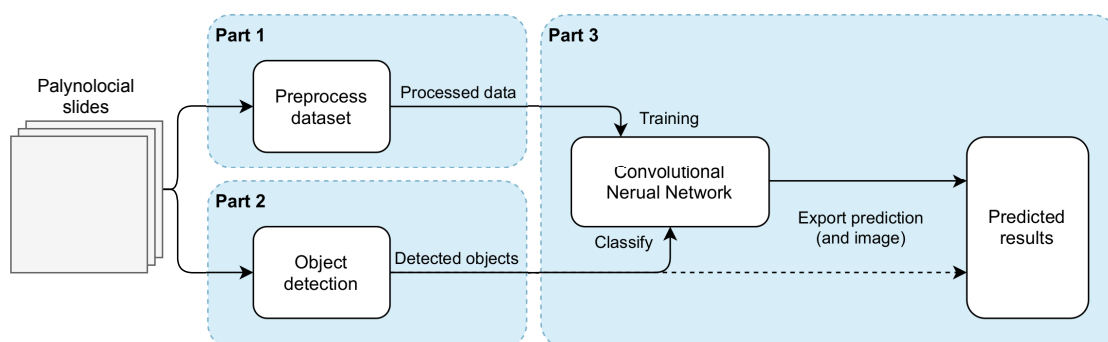 Palynolocial
slides
Part 1
Preprocess
dataset
Processed data
Part 2
Object
detection
Detected objects
Part 3
Training
Convolutional
Nerual Network
Classify
Export prediction
(and image)
Predicted
results